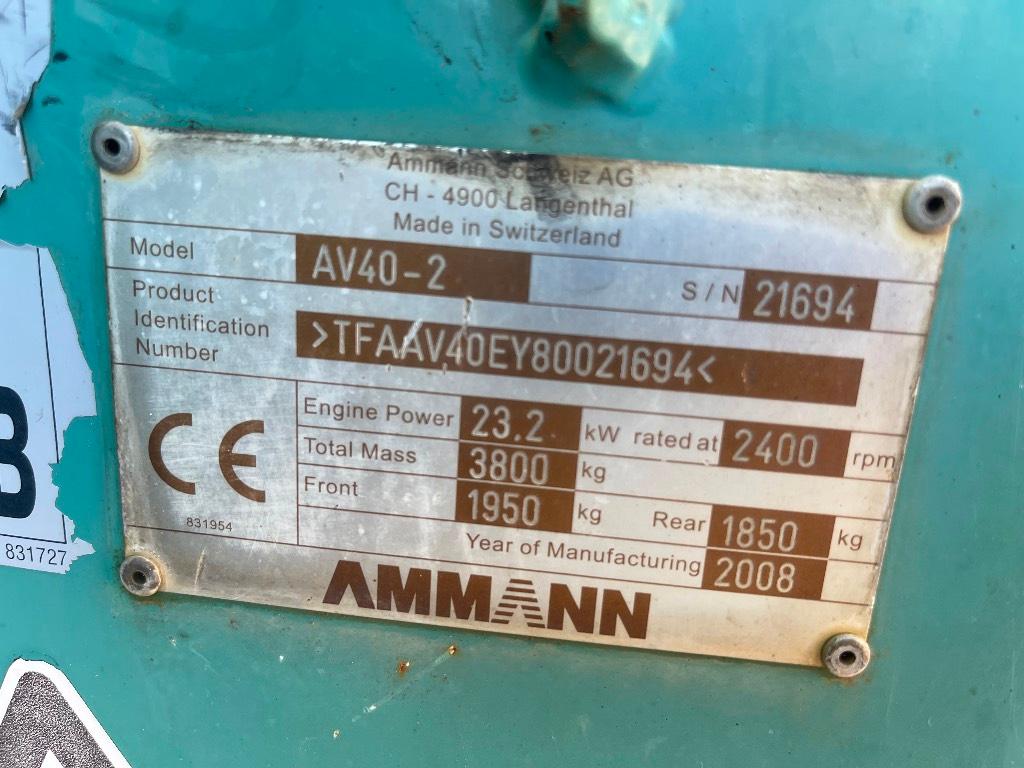 Ammann Schweiz AG
CH - 4900 Langenthal
Made in Switzerland
Model AV40-2 S / N 21694
Product
Identification
Number
>TFAAAV40EY80021694<
Engine Power 23.2 kW rated at 2400 rpm
Total Mass 3800 kg
Front 1950 kg Rear 1850 kg
CE
831954
Year of Manufacturing 2008
AMMANN
B
831727